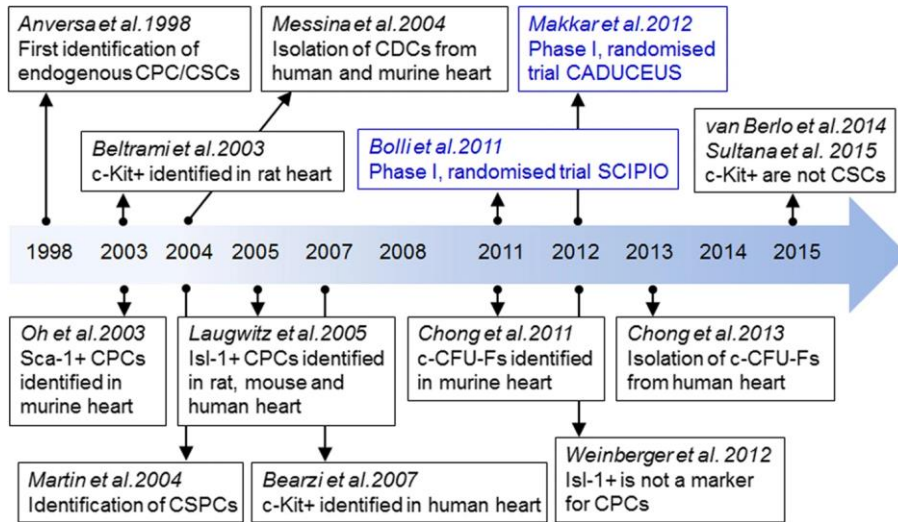 Anversa et al.1998
First identification of
endogenous CPC/CSCs
Messina et al.2004
Isolation of CDCs from
human and murine heart
Makkar et al.2012
Phase I, randomised
trial CADUCEUS
Beltrami et al.2003
c-Kit+ identified in rat heart
Bolli et al.2011
Phase I, randomised trial SCIPIO
van Berlo et al.2014
Sultana et al. 2015
c-Kit+ are not CSCs
1998 2003 2004 2005 2007 2008 2011 2012 2013 2014 2015
Oh et al.2003
Sca-1+ CPCs
identified in
murine heart
Laugwitz et al.2005
Isl-1+ CPCs identified
in rat, mouse and
human heart
Chong et al.2011
c-CFU-Fs identified
in murine heart
Chong et al.2013
Isolation of c-CFU-Fs
from human heart
Martin et al.2004
Identification of CSPCs
Bearzi et al.2007
c-Kit+ identified in human heart
Weinberger et al. 2012
Isl-1+ is not a marker
for CPCs